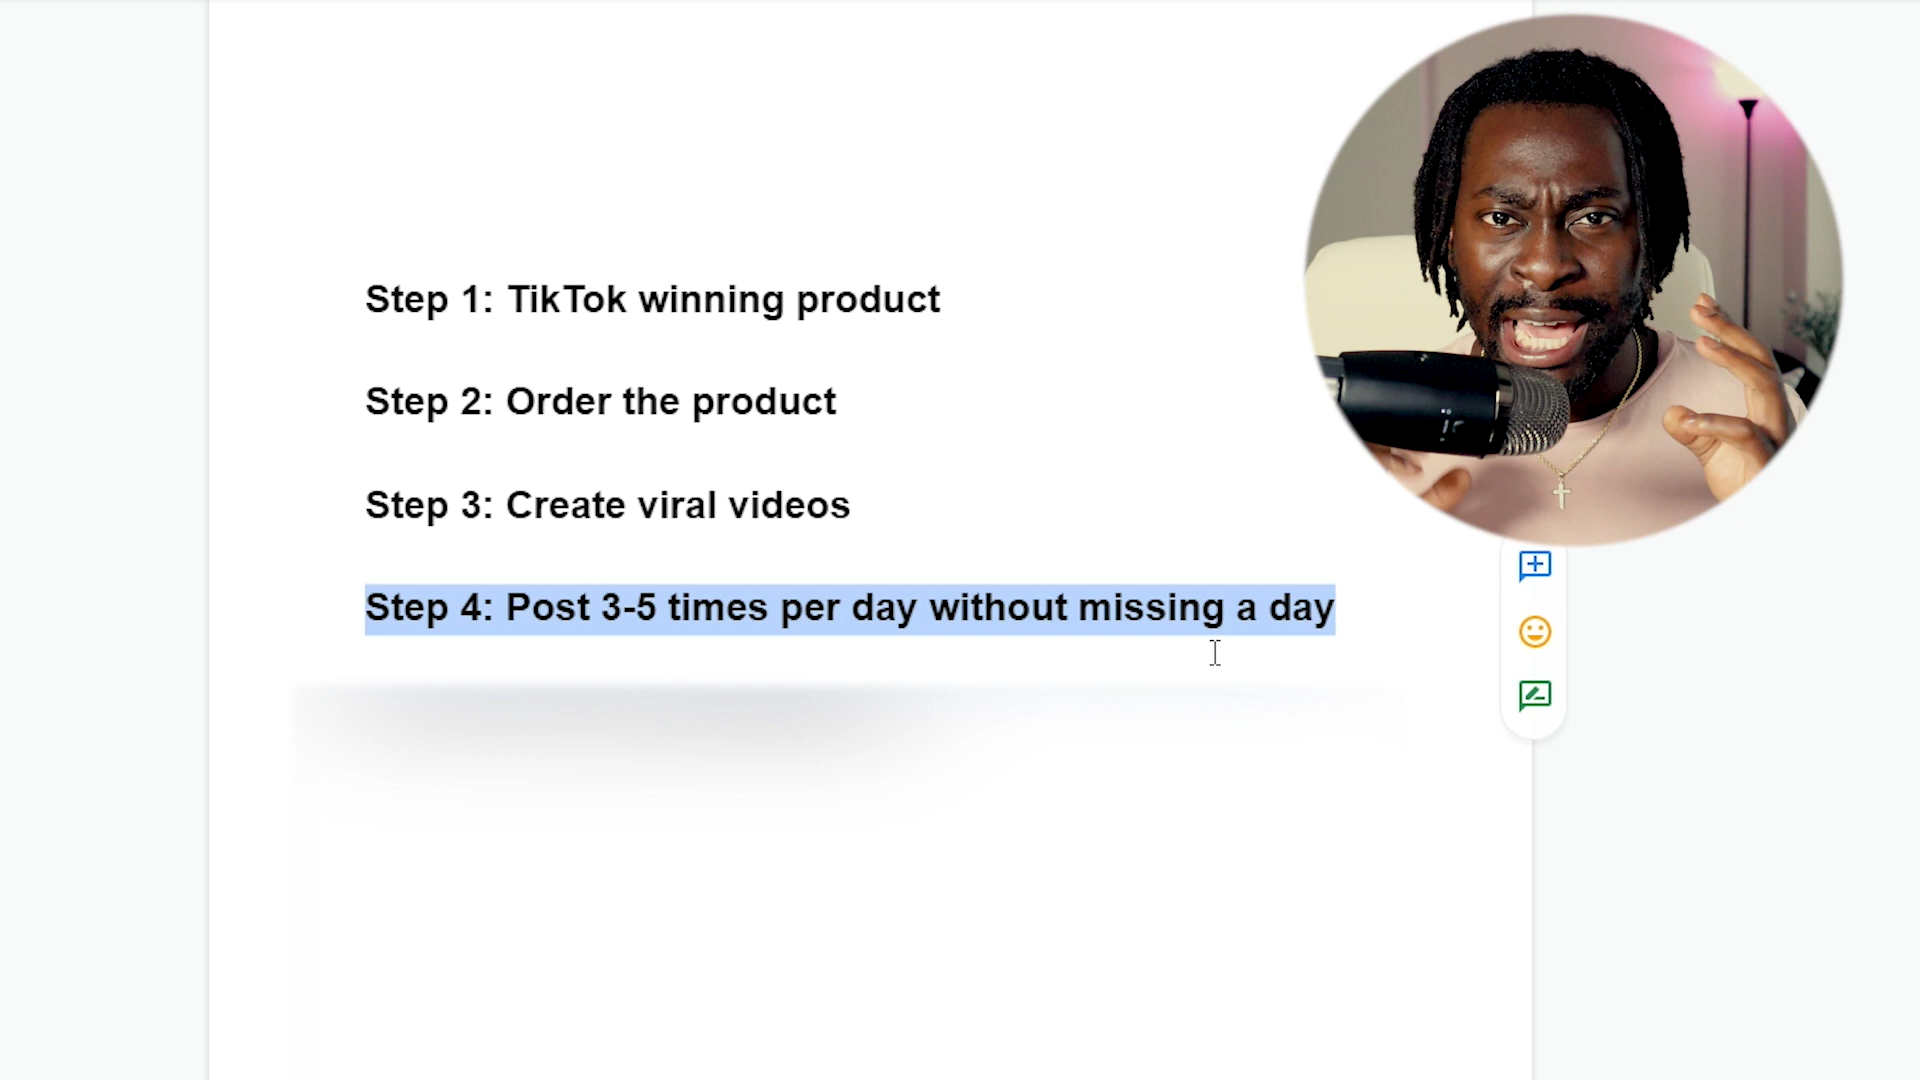 Step 1: TikTok winning product
Step 2: Order the product
Step 3: Create viral videos
Step 4: Post 3-5 times per day without missing a day